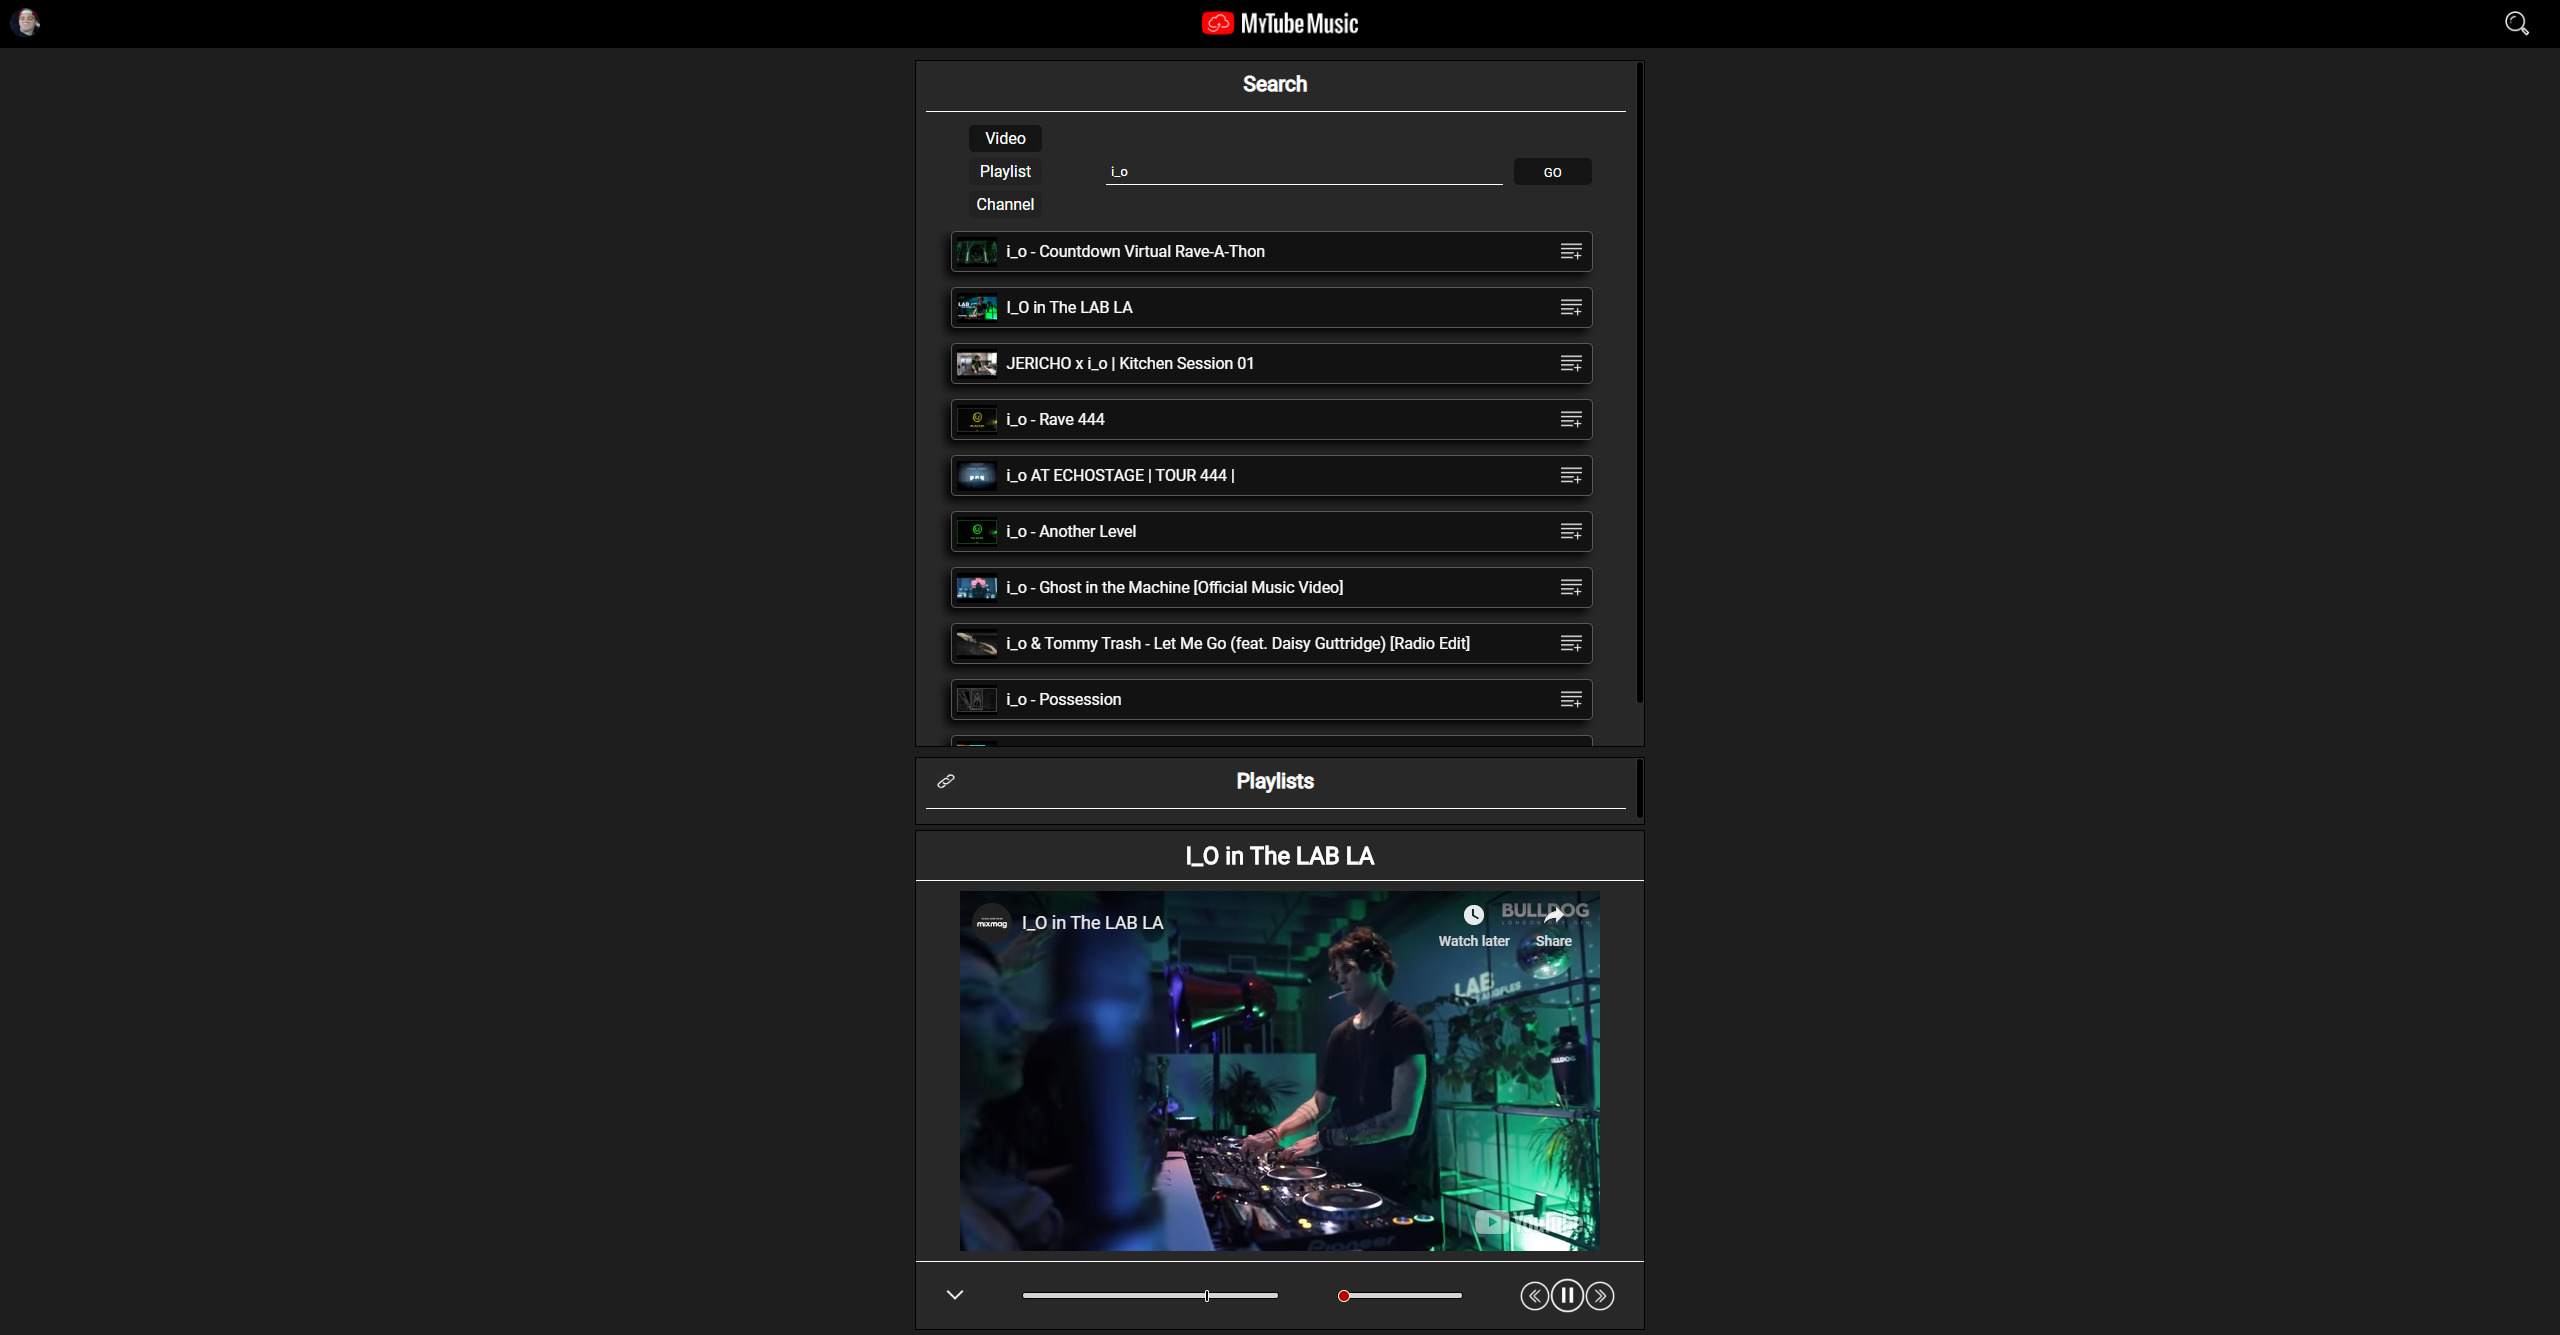 MyTube Music
Search
Video
Playlist
i_o
GO
Channel
i_o - Countdown Virtual Rave-A-Thon
I_O in The LAB LA
JERICHO x i_o | Kitchen Session 01
i_o - Rave 444
i_o AT ECHOSTAGE | TOUR 444 |
i_o - Another Level
i_o - Ghost in the Machine [Official Music Video]
i_o & Tommy Trash - Let Me Go (feat. Daisy Guttridge) [Radio Edit]
i_o - Possession
Playlists
I_O in The LAB LA
mixmag
I_O in The LAB LA
BULLDOG
Watch later
Share
LAB
BULLDOG
Pioneer
YouTube